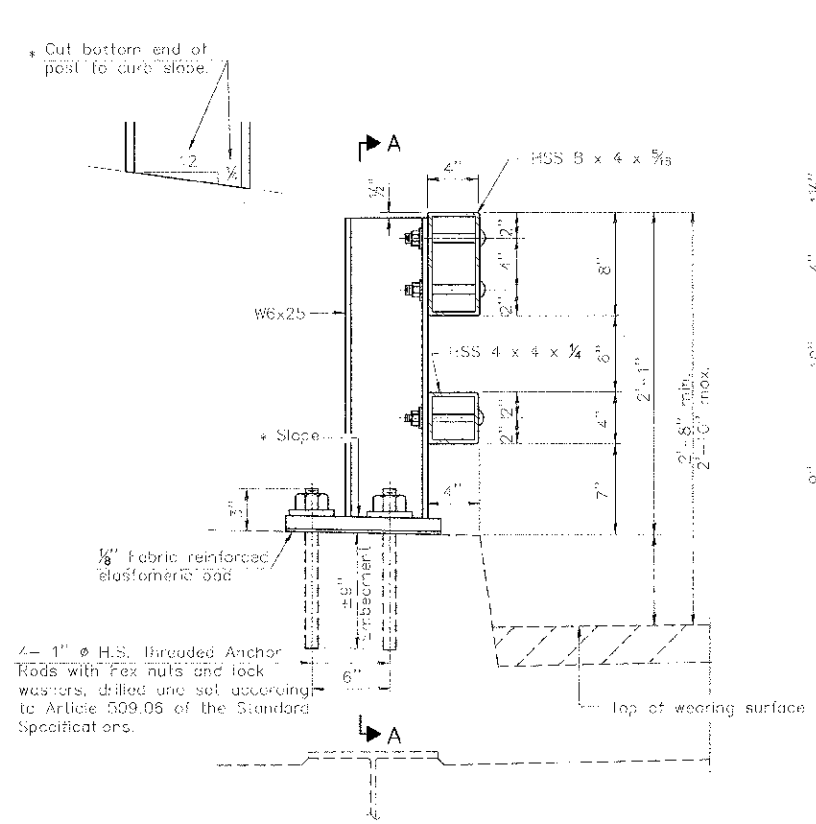 * Cut bottom end of
post to curb slope.
12
A
4"
HSS 8 x 4 x 5/16
1/2"
2"
4"
2"
8"
W6x25
HSS 4 x 4 x 1/4
6"
2'-1"
2'-8" min.
2'-10" max.
2"
2"
4"
* Slope
4"
7"
3"
1/8" Fabric reinforced
elastomeric pad
±9"
Embedment
4- 1" ø H.S. Threaded Anchor
Rods with hex nuts and lock
washers, drilled and set according
to Article 509.06 of the Standard
Specifications.
6"
Top of wearing surface
A